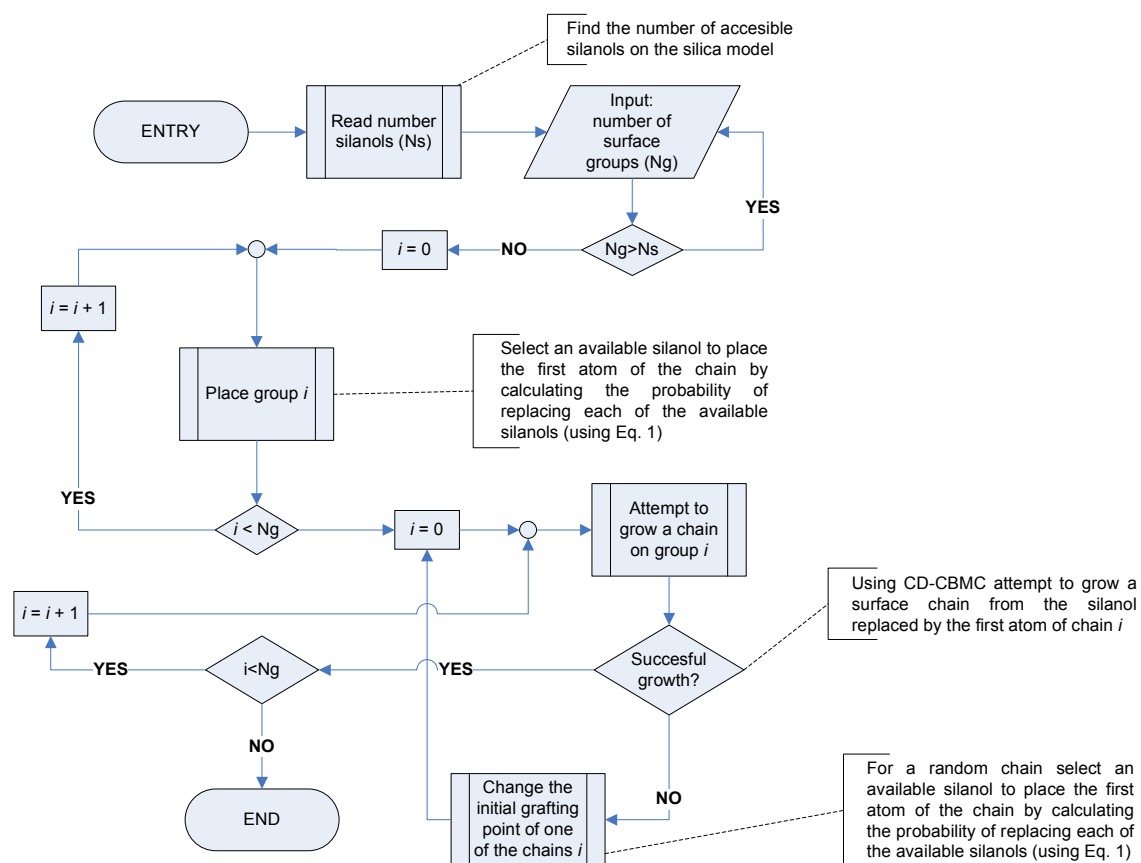 Find the number of accesible
silanols on the silica model
ENTRY
Read number
silanols (Ns)
Input:
number of
surface
groups (Ng)
YES
Ng>Ns
NO
i = 0
i = i + 1
Place group i
Select an available silanol to place
the first atom of the chain by
calculating the probability of
replacing each of the available
silanols (using Eq. 1)
YES
i < Ng
i = 0
Attempt to
grow a chain
on group i
Using CD-CBMC attempt to grow a
surface chain from the silanol
replaced by the first atom of chain i
i = i + 1
YES
i<Ng
YES
Succesful
growth?
NO
NO
END
Change the
initial grafting
point of one
of the chains i
For a random chain select an
available silanol to place the first
atom of the chain by calculating
the probability of replacing each of
the available silanols (using Eq. 1)